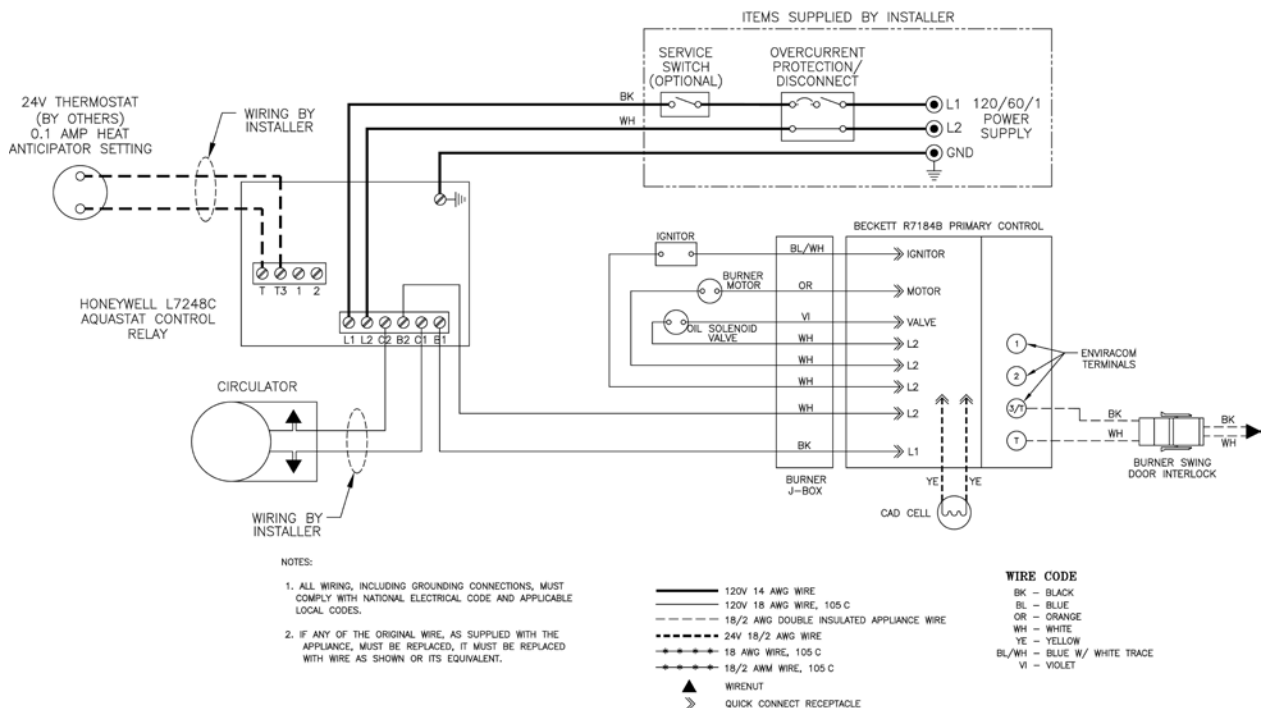 ITEMS SUPPLIED BY INSTALLER
SERVICE
SWITCH
(OPTIONAL)
OVERCURRENT
PROTECTION/
DISCONNECT
BK
WH
L1
L2
GND
120/60/1
POWER
SUPPLY
24V THERMOSTAT
(BY OTHERS)
0.1 AMP HEAT
ANTICIPATOR SETTING
WIRING BY
INSTALLER
T T3 1 2
HONEYWELL L7248C
AQUASTAT CONTROL
RELAY
L1 L2 C2 B2 C1 B1
CIRCULATOR
WIRING BY
INSTALLER
BECKETT R7184B PRIMARY CONTROL
IGNITOR
BL/WH
IGNITOR
BURNER
MOTOR
OR
MOTOR
OIL SOLENOID
VALVE
VI
VALVE
WH
L2
WH
L2
WH
L2
WH
L2
BK
L1
BURNER
J-BOX
YE
YE
CAD CELL
1
2
3/T
T
ENVIRACOM
TERMINALS
BK
WH
BK
WH
BURNER SWING
DOOR INTERLOCK
NOTES:
1. ALL WIRING, INCLUDING GROUNDING CONNECTIONS, MUST
COMPLY WITH NATIONAL ELECTRICAL CODE AND APPLICABLE
LOCAL CODES.
2. IF ANY OF THE ORIGINAL WIRE, AS SUPPLIED WITH THE
APPLIANCE, MUST BE REPLACED, IT MUST BE REPLACED
WITH WIRE AS SHOWN OR ITS EQUIVALENT.
120V 14 AWG WIRE
120V 18 AWG WIRE, 105 C
18/2 AWG DOUBLE INSULATED APPLIANCE WIRE
24V 18/2 AWG WIRE
18 AWG WIRE, 105 C
18/2 AWM WIRE, 105 C
WIRENUT
QUICK CONNECT RECEPTACLE
WIRE CODE
BK – BLACK
BL – BLUE
OR – ORANGE
WH – WHITE
YE – YELLOW
BL/WH – BLUE W/ WHITE TRACE
VI – VIOLET